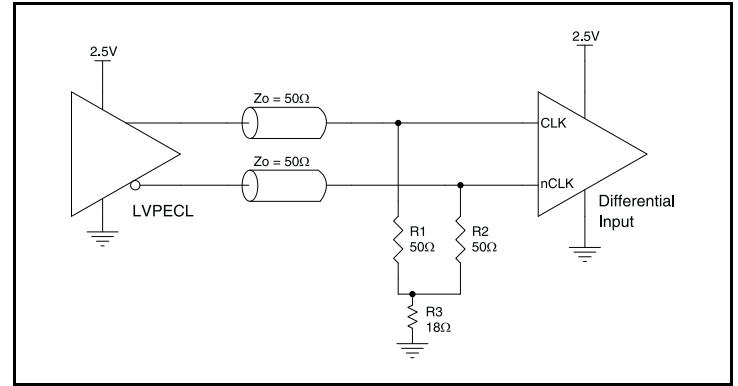 2.5V
2.5V
Zo = 50Ω
CLK
Zo = 50Ω
nCLK
LVPECL
Differential
Input
R1
50Ω
R2
50Ω
R3
18Ω